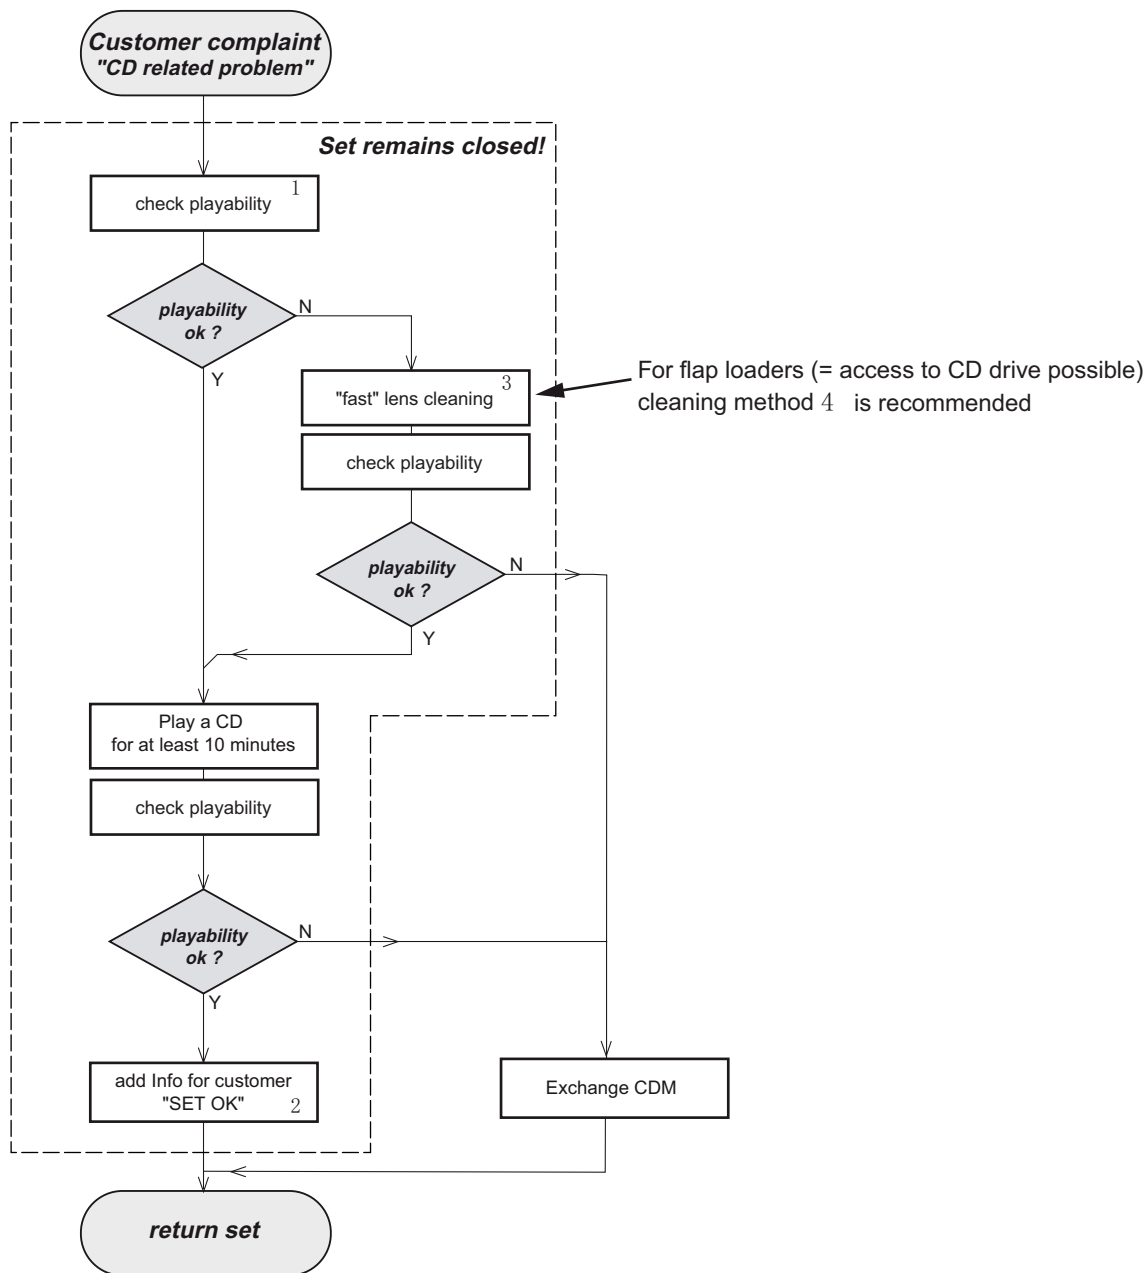 Customer complaint
"CD related problem"
Set remains closed!
1
check playability
playability
ok ?
N
Y
3
"fast" lens cleaning
For flap loaders (= access to CD drive possible)
cleaning method 4 is recommended
check playability
playability
ok ?
N
Y
Play a CD
for at least 10 minutes
check playability
playability
ok ?
N
Y
add Info for customer
"SET OK" 2
Exchange CDM
return set